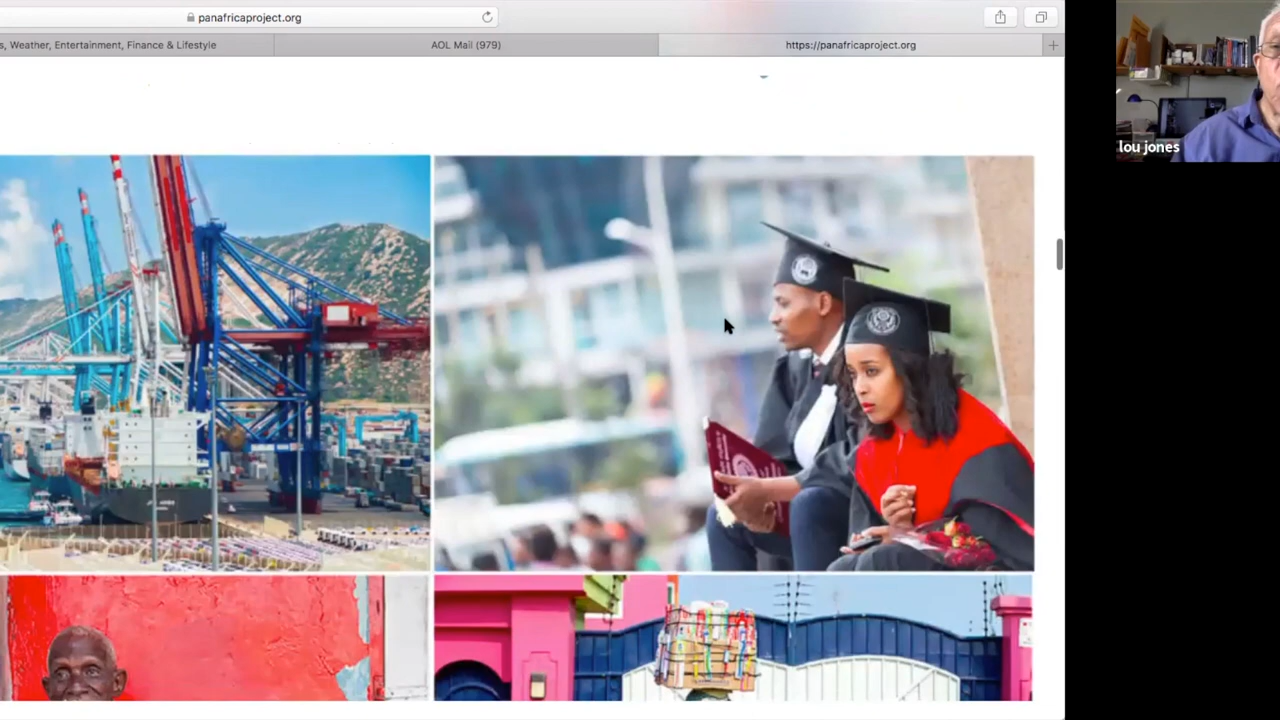 panafricaproject.org
s, Weather, Entertainment, Finance & Lifestyle
AOL Mail (979)
https://panafricaproject.org
lou jones